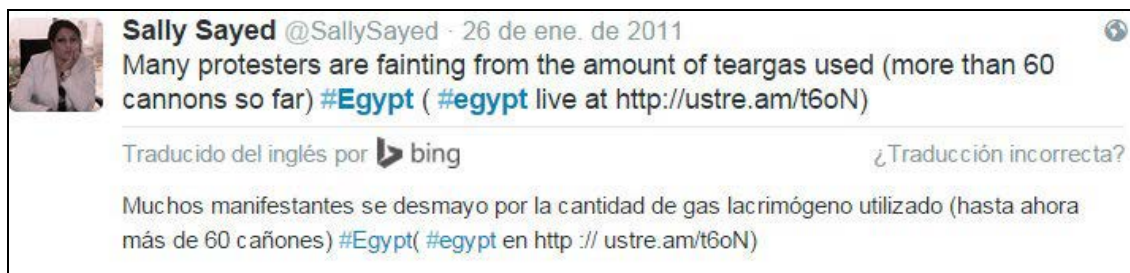 Sally Sayed @SallySayed · 26 de ene. de 2011
Many protesters are fainting from the amount of teargas used (more than 60
cannons so far) #Egypt ( #egypt live at http://ustre.am/t6oN)
Traducido del inglés por bing ¿Traducción incorrecta?
Muchos manifestantes se desmayo por la cantidad de gas lacrimógeno utilizado (hasta ahora
más de 60 cañones) #Egypt( #egypt en http :// ustre.am/t6oN)